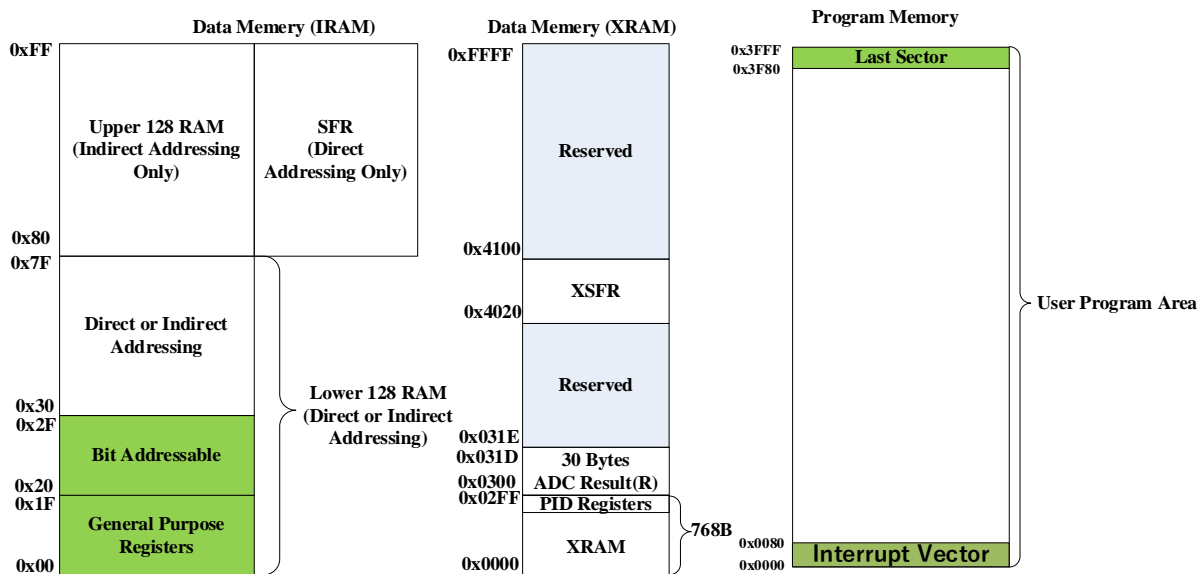 Data Memery (IRAM)
0xFF
Upper 128 RAM
(Indirect Addressing
Only)
SFR
(Direct
Addressing Only)
0x80
0x7F
Direct or Indirect
Addressing
0x30
0x2F
Bit Addressable
0x20
0x1F
General Purpose
Registers
0x00
Lower 128 RAM
(Direct or Indirect
Addressing)
Data Memery (XRAM)
0xFFFF
Reserved
0x4100
XSFR
0x4020
Reserved
0x031E
0x031D
30 Bytes
ADC Result(R)
0x0300
0x02FF
PID Registers
XRAM
0x0000
768B
Program Memory
0x3FFF
Last Sector
0x3F80
User Program Area
0x0080
Interrupt Vector
0x0000